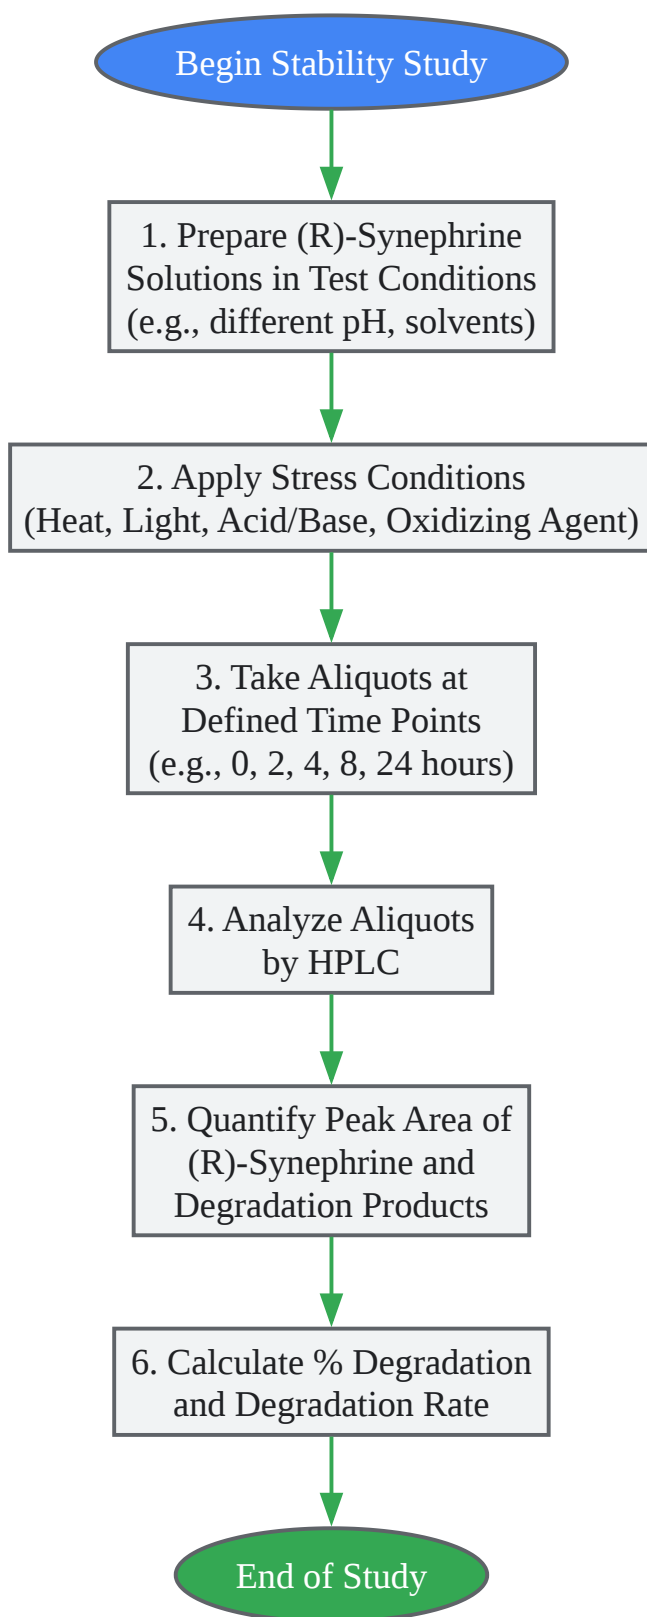 Begin Stability Study
1. Prepare (R)-Synephrine
Solutions in Test Conditions
(e.g., different pH, solvents)
2. Apply Stress Conditions
(Heat, Light, Acid/Base, Oxidizing Agent)
3. Take Aliquots at
Defined Time Points
(e.g., 0, 2, 4, 8, 24 hours)
4. Analyze Aliquots
by HPLC
5. Quantify Peak Area of
(R)-Synephrine and
Degradation Products
6. Calculate % Degradation
and Degradation Rate
End of Study